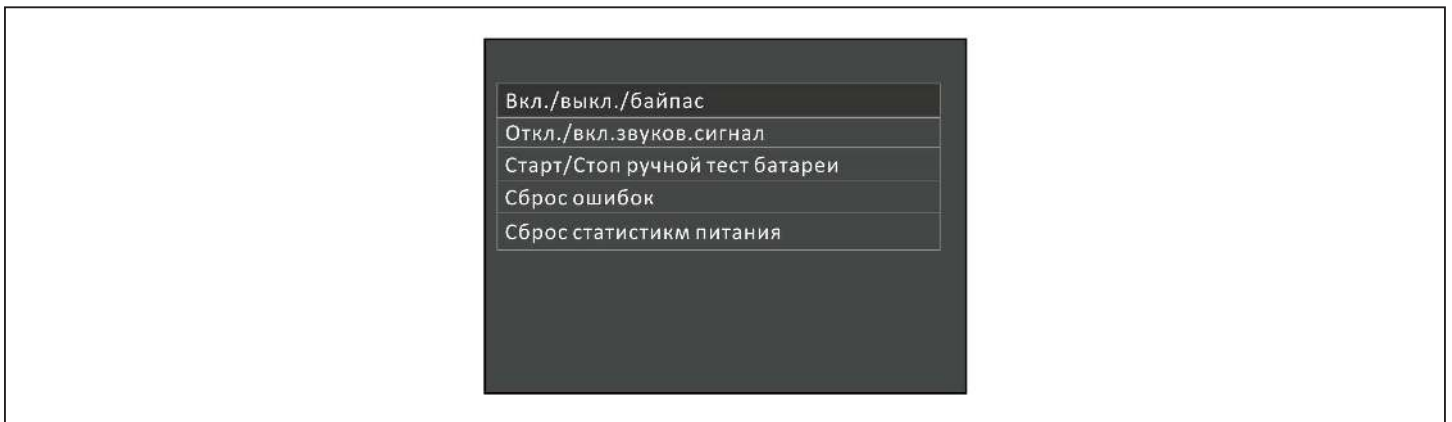 Вкл./выкл./байпас
Откл./вкл.звуков.сигнал
Старт/Стоп ручной тест батареи
Сброс ошибок
Сброс статистикм питания